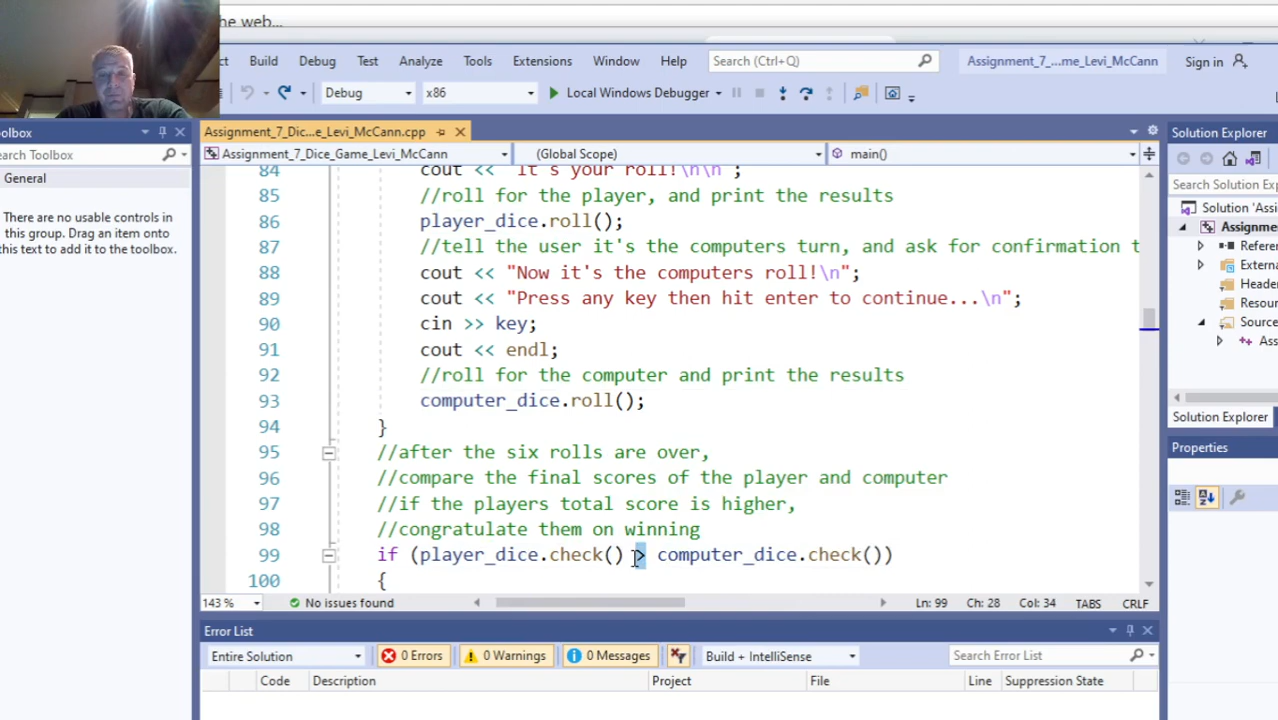 he web...
ct Build Debug Test Analyze Tools Extensions Window Help Search (Ctrl+Q) Assignment_7_...me_Levi_McCann Sign in
Debug x86 Local Windows Debugger
oolbox
earch Toolbox
General
There are no usable controls in
this group. Drag an item onto
this text to add it to the toolbox.
Assignment_7_Dic...e_Levi_McCann.cpp
Assignment_7_Dice_Game_Levi_McCann (Global Scope) main()
84 cout << "It's your roll!\n\n";
85 //roll for the player, and print the results
86 player_dice.roll();
87 //tell the user it's the computers turn, and ask for confirmation t
88 cout << "Now it's the computers roll!\n";
89 cout << "Press any key then hit enter to continue...\n";
90 cin >> key;
91 cout << endl;
92 //roll for the computer and print the results
93 computer_dice.roll();
94 }
95 //after the six rolls are over,
96 //compare the final scores of the player and computer
97 //if the players total score is higher,
98 //congratulate them on winning
99 if (player_dice.check() > computer_dice.check())
100 {
143 % No issues found Ln: 99 Ch: 28 Col: 34 TABS CRLF
Solution Explorer
Search Solution Exp
Solution 'Assi
Assignme
Referen
Externa
Header
Resour
Source
Ass
Solution Explorer
Properties
Error List
Entire Solution 0 Errors 0 Warnings 0 Messages Build + IntelliSense Search Error List
Code Description Project File Line Suppression State